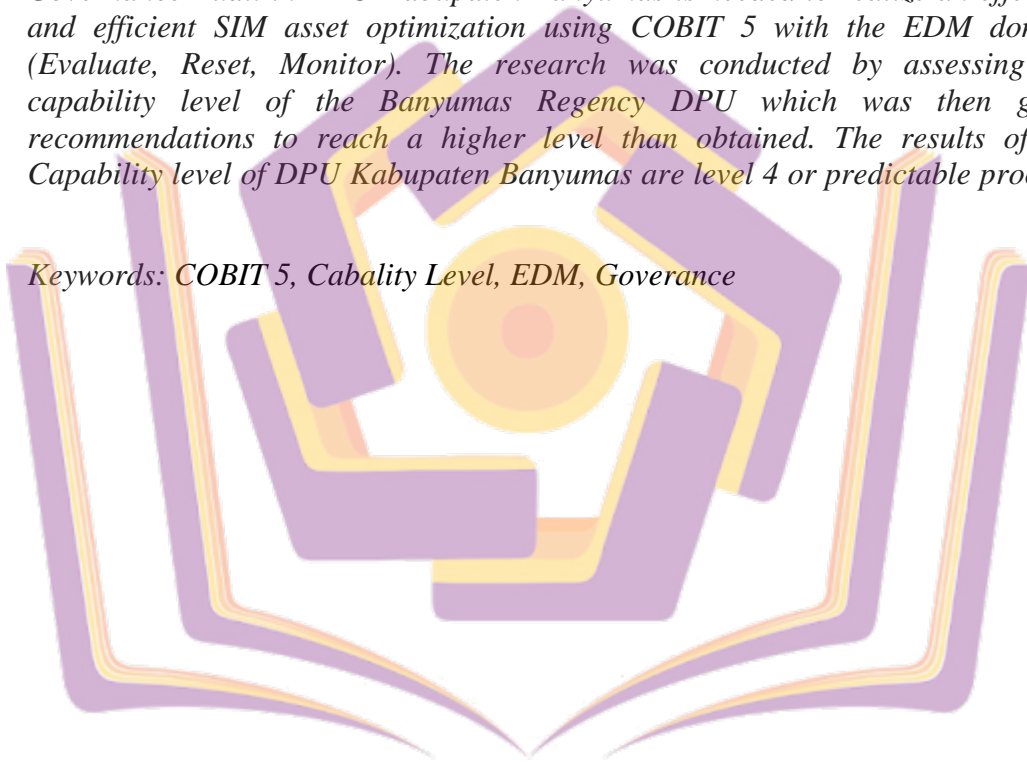 and efficient SIM asset optimization using COBIT 5 with the EDM
(Evaluate, Reset, Monitor). The research was conducted by assessing
capability level of the Banyumas Regency DPU which was then
recommendations to reach a higher level than obtained. The results of
Capability level of DPU Kabupaten Banyumas are level 4 or predictable
Keywords: COBIT 5, Cabality Level, EDM, Goverance